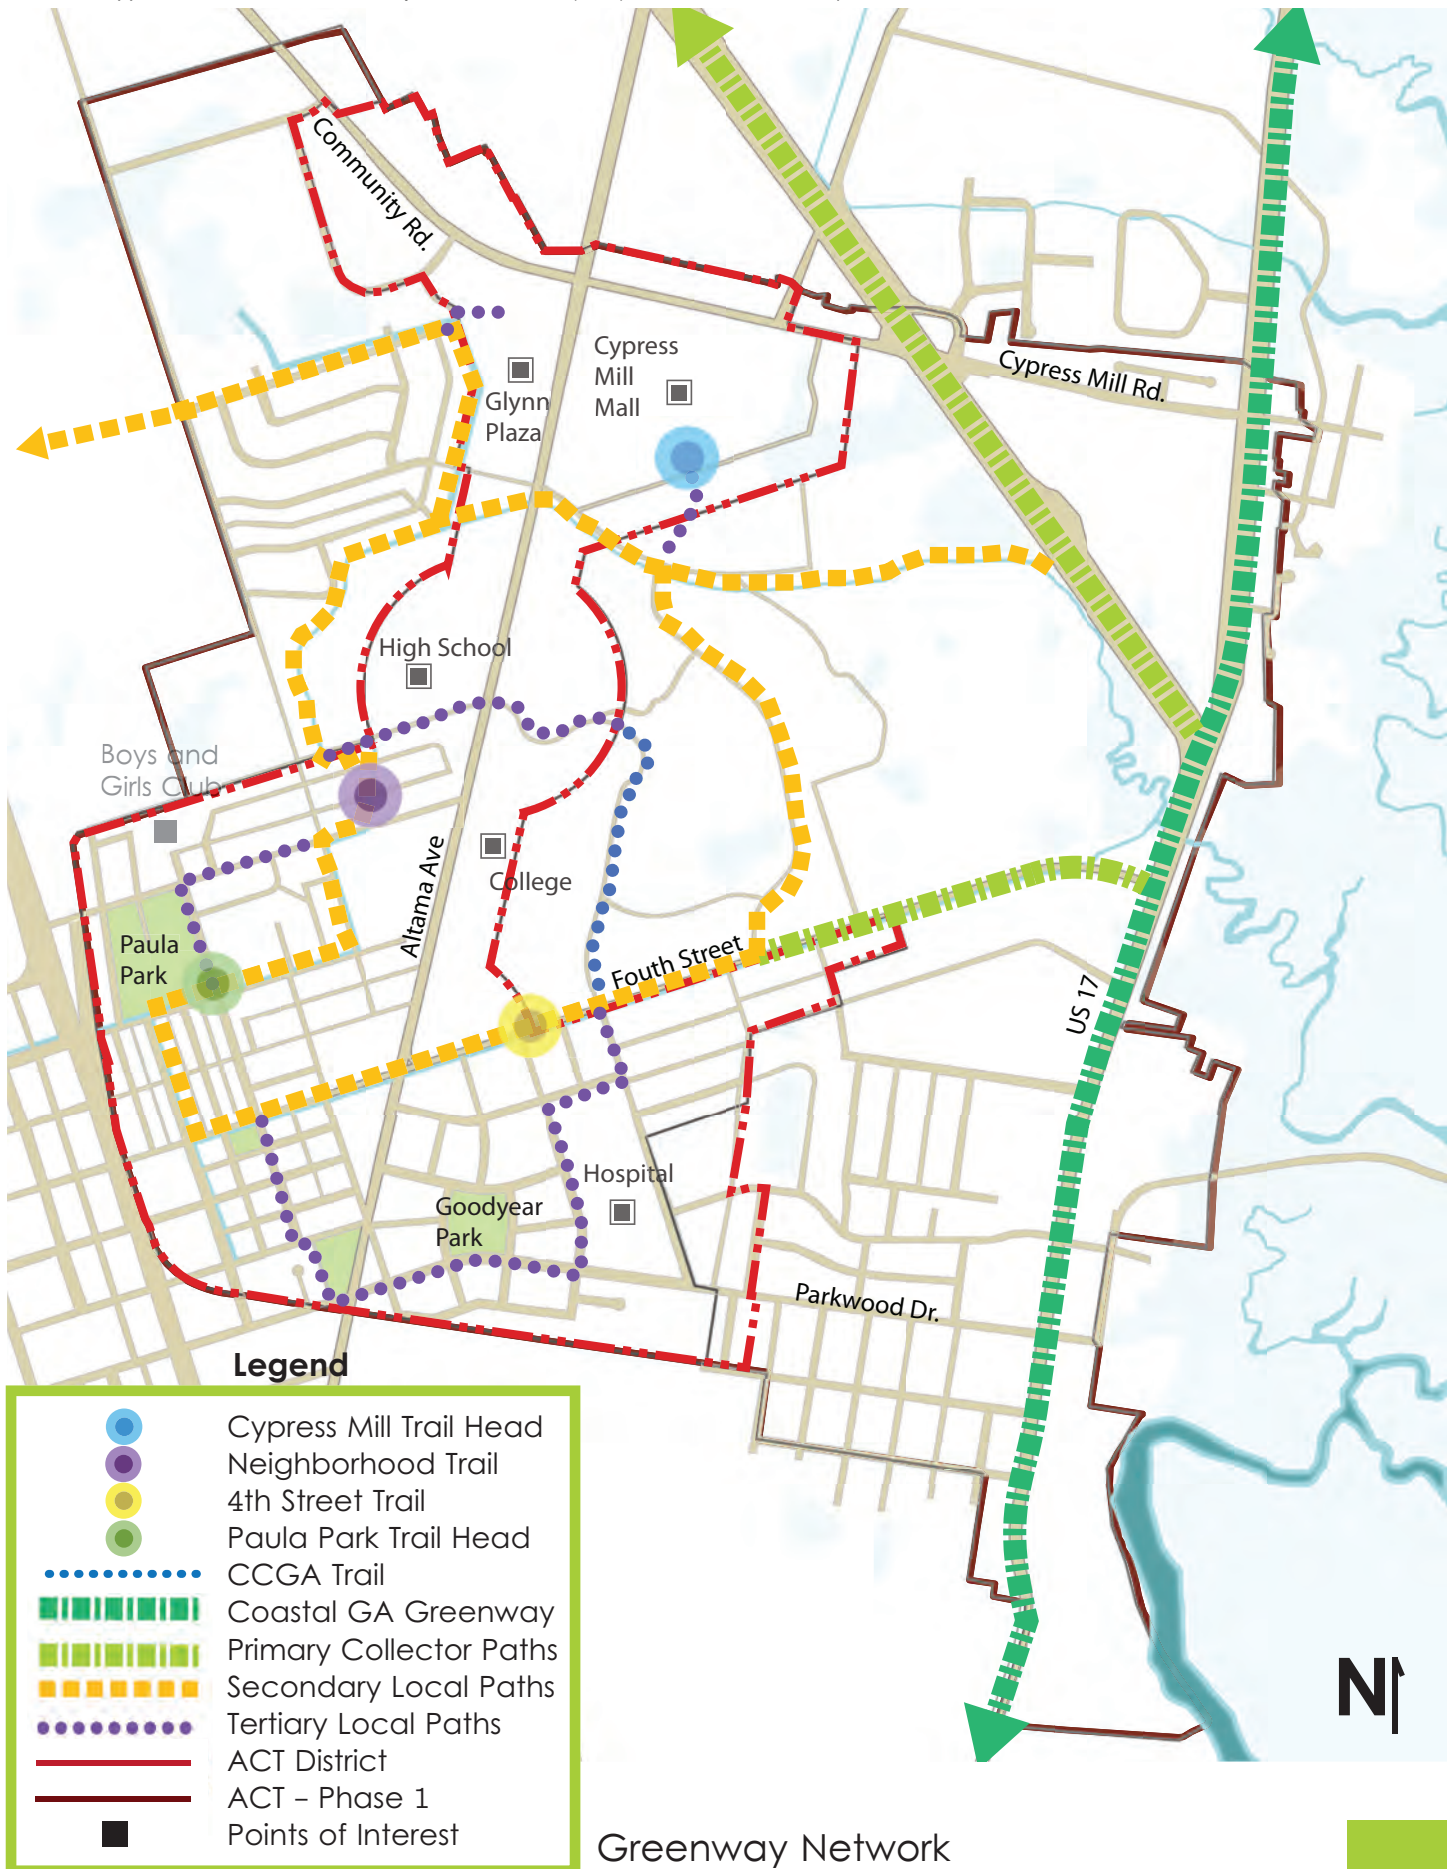 Community Rd.
Cypress
Mill
Mall
Glynn
Plaza
Cypress Mill Rd.
High School
Boys and
Girls Club
College
Altama Ave
Paula
Park
Fouth Street
US 17
Hospital
Goodyear
Park
Parkwood Dr.
Legend
Cypress Mill Trail Head
Neighborhood Trail
4th Street Trail
Paula Park Trail Head
CCGA Trail
Coastal GA Greenway
Primary Collector Paths
Secondary Local Paths
Tertiary Local Paths
ACT District
ACT – Phase 1
Points of Interest
N
Greenway Network